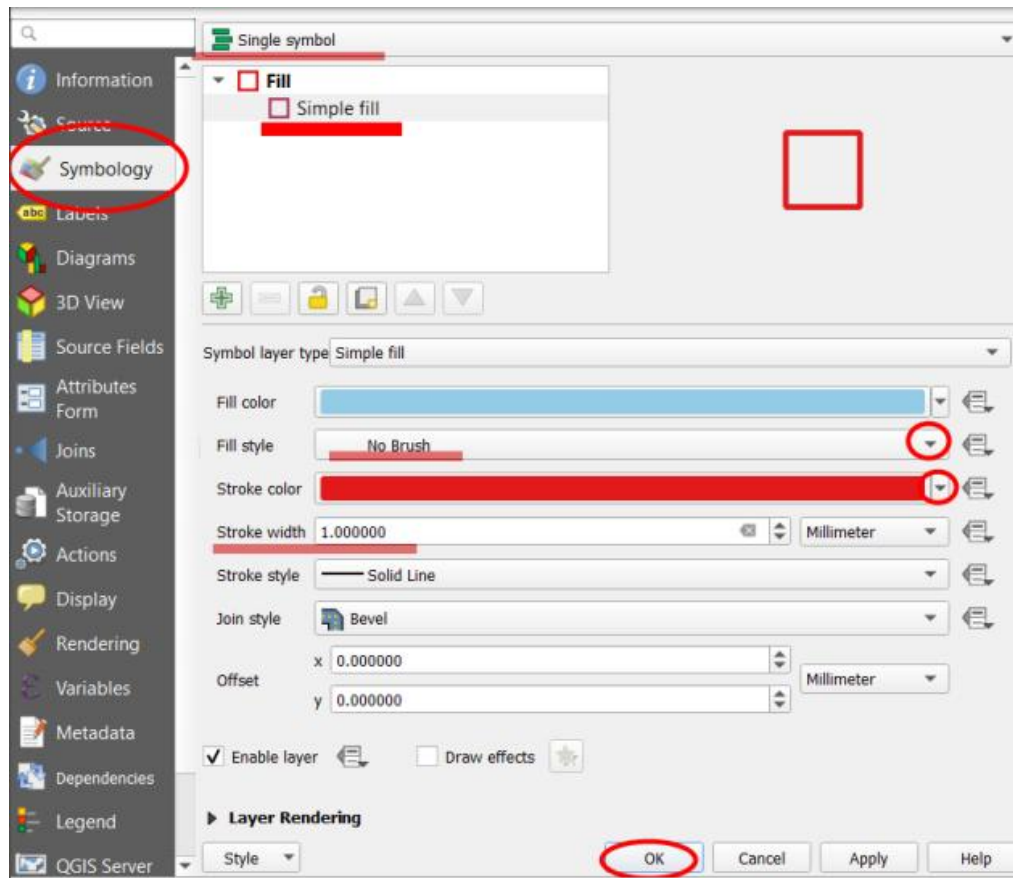 Single symbol
Information
Source
Symbology
abc Labels
Diagrams
3D View
Source Fields
Attributes
Form
Joins
Auxiliary
Storage
Actions
Display
Rendering
Variables
Metadata
Dependencies
Legend
QGIS Server
Fill
Simple fill
Symbol layer type Simple fill
Fill color
Fill style No Brush
Stroke color
Stroke width 1.000000 Millimeter
Stroke style Solid Line
Join style Bevel
Offset
x 0.000000
y 0.000000
Millimeter
Enable layer Draw effects
Layer Rendering
Style OK Cancel Apply Help